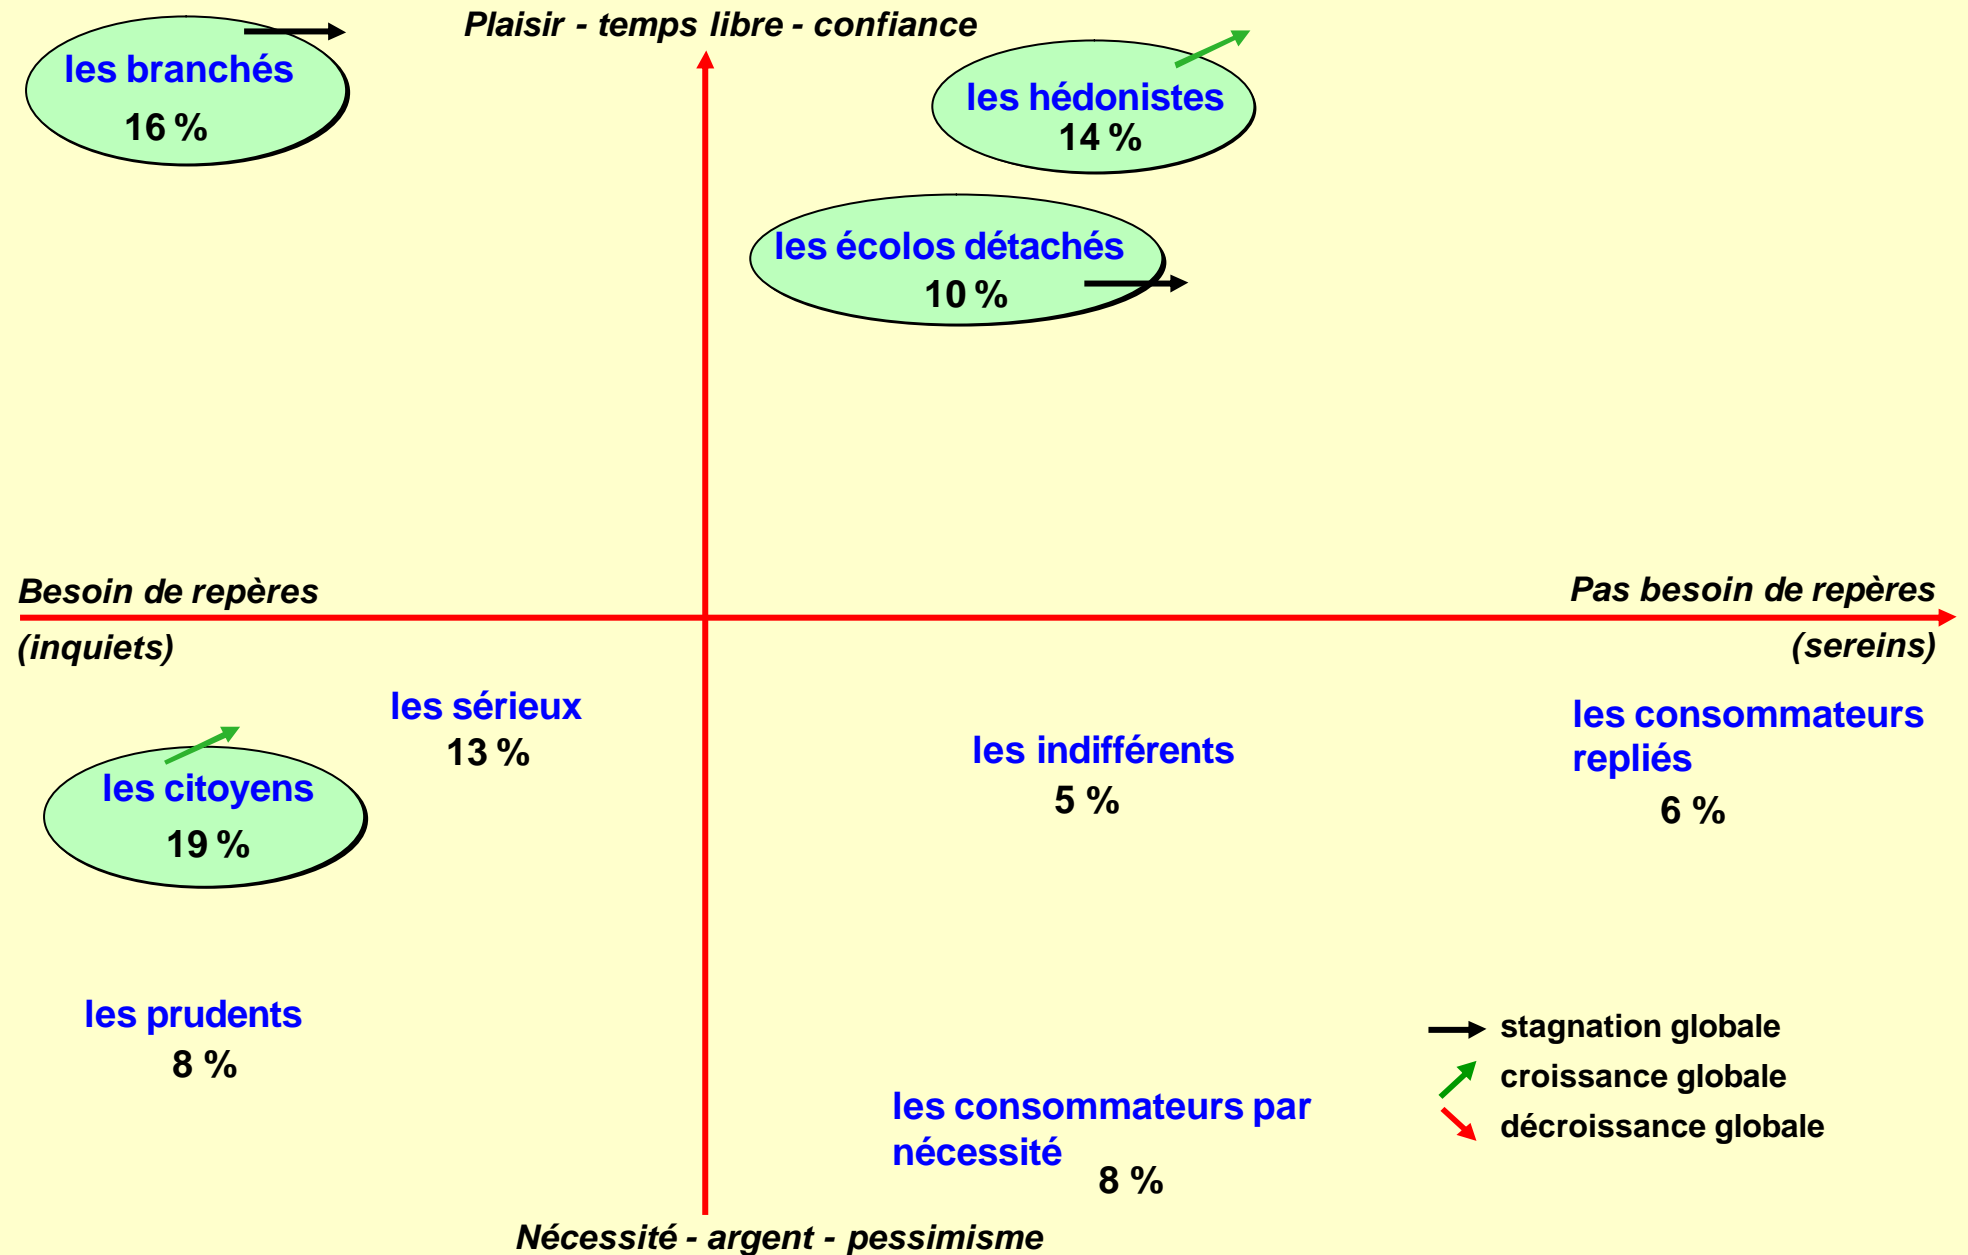 Plaisir - temps libre - confiance
les branchés
16 %
les hédonistes
14 %
les écolos détachés
10 %
Besoin de repères
(inquiets)
Pas besoin de repères
(sereins)
les sérieux
13 %
les citoyens
19 %
les indifférents
5 %
les consommateurs
repliés
6 %
les prudents
8 %
les consommateurs par
nécessité
8 %
stagnation globale
croissance globale
décroissance globale
Nécessité - argent - pessimisme